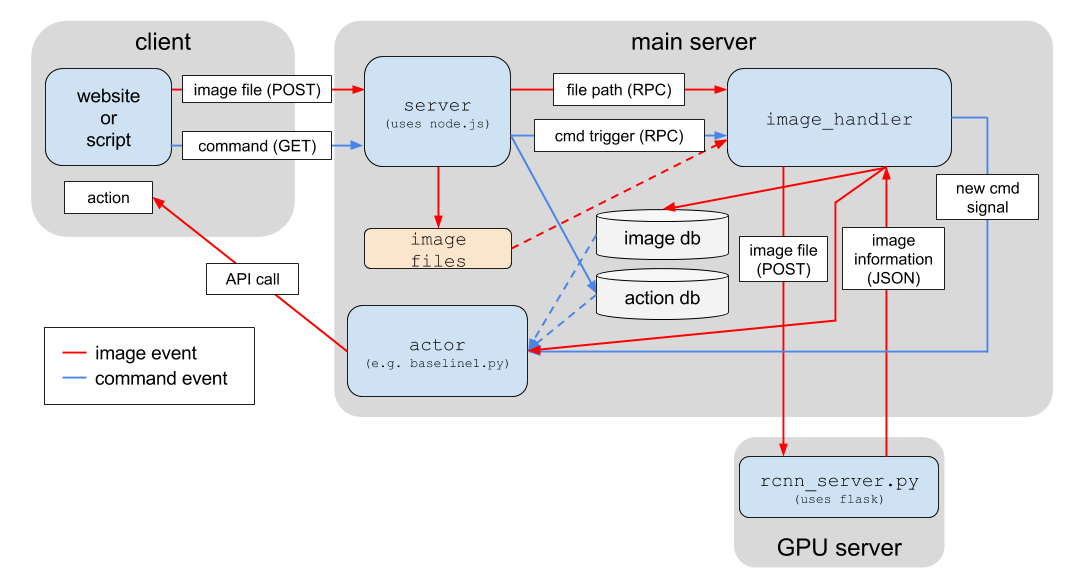 client
main server
website
or
script
image file (POST)
command (GET)
server
(uses node.js)
file path (RPC)
cmd trigger (RPC)
image_handler
action
new cmd
signal
image
files
image db
action db
image file
(POST)
image
information
(JSON)
API call
actor
(e.g. baseline1.py)
image event
command event
rcnn_server.py
(uses flask)
GPU server